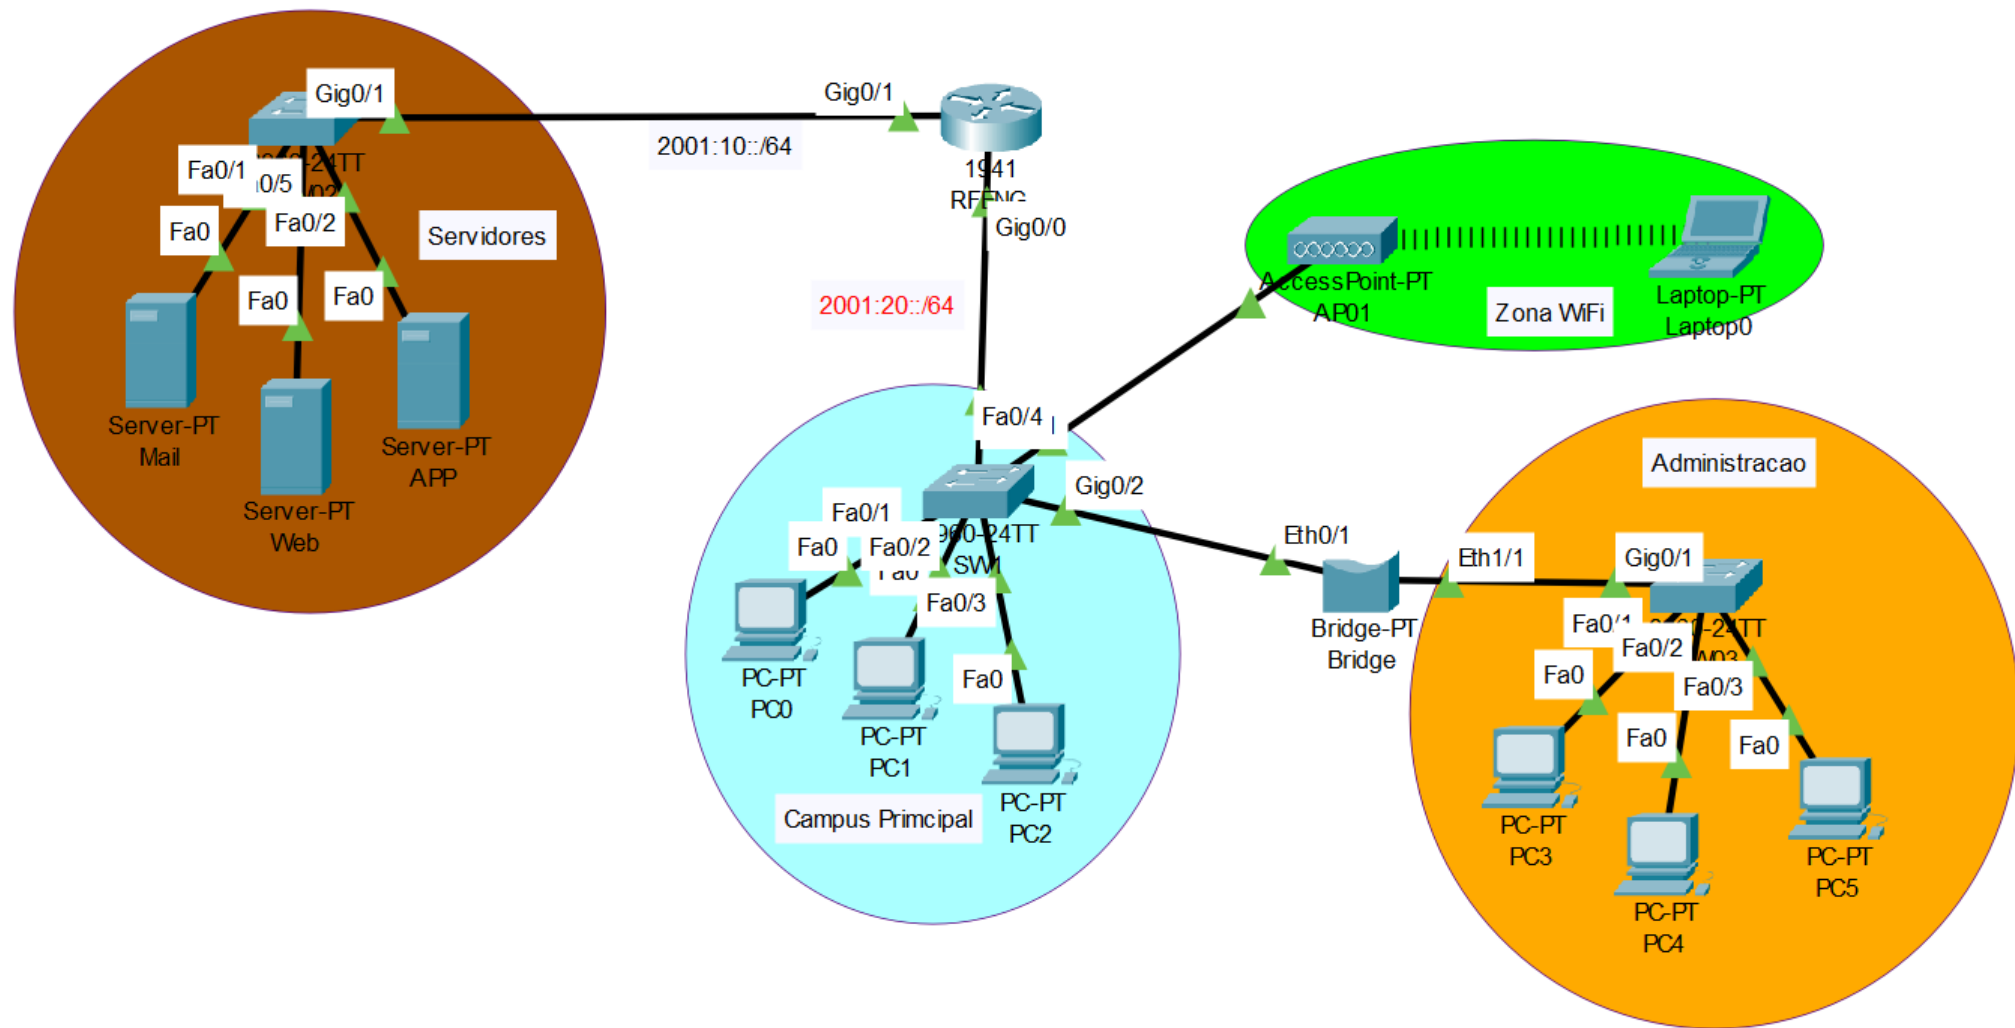 Gig0/1
Gig0/1
2001:10::/64
1941
Gig0/0
Fa0/1
Fa0/2
Fa0
Fa0
Fa0
Servidores
Server-PT
Mail
Server-PT
Web
Server-PT
APP
2001:20::/64
AccessPoint-PT
AP01
Zona WiFi
Laptop-PT
Laptop0
Fa0/4
Gig0/2
Fa0/1
Fa0
Fa0/2
SW1
Fa0/3
Fa0
PC-PT
PC0
PC-PT
PC1
PC-PT
PC2
Campus Primcipal
Eth0/1
Bridge-PT
Bridge
Eth1/1
Gig0/1
Administracao
Fa0/1
Fa0/2
Fa0/3
Fa0
Fa0
Fa0
PC-PT
PC3
PC-PT
PC4
PC-PT
PC5